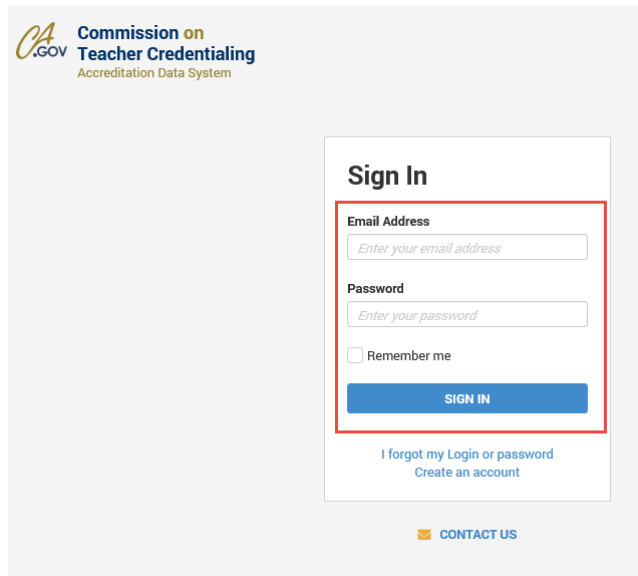 CA
.GOV
Commission on
Teacher Credentialing
Accreditation Data System
Sign In
Email Address
Enter your email address
Password
Enter your password
Remember me
SIGN IN
I forgot my Login or password
Create an account
CONTACT US